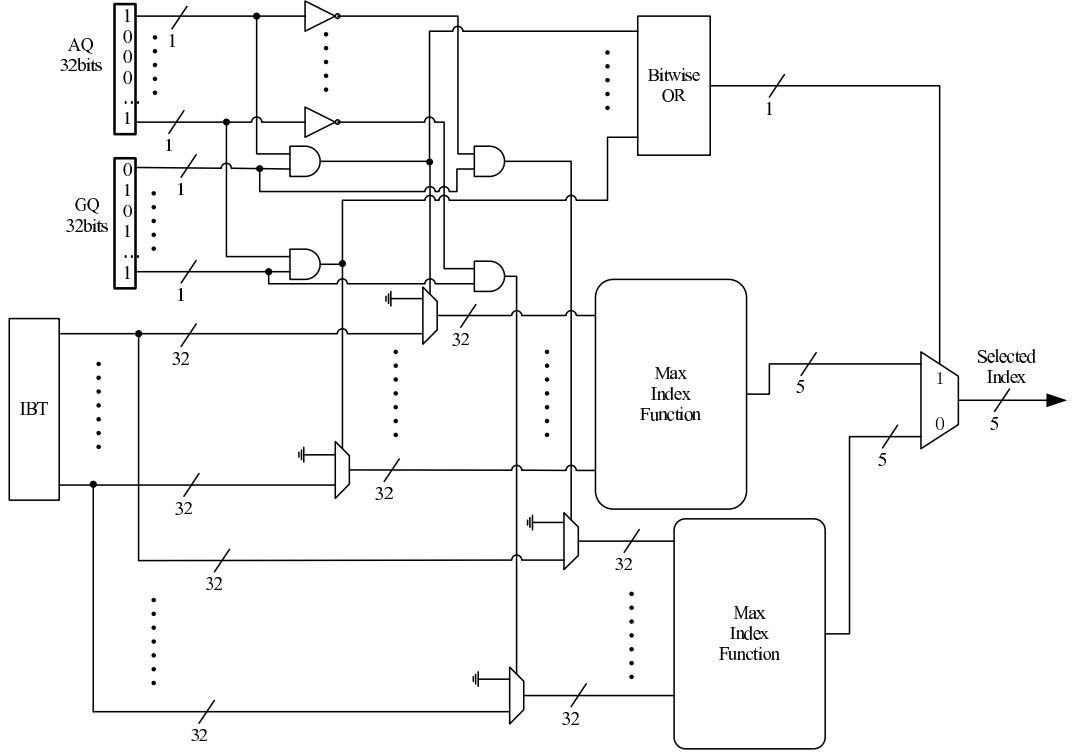 AQ
32bits
1
0
0
0
...
1
1
1
GQ
32bits
0
1
0
1
...
1
1
1
Bitwise
OR
1
IBT
32
32
32
32
32
32
32
32
Max
Index
Function
5
Max
Index
Function
5
1
0
Selected
Index
5